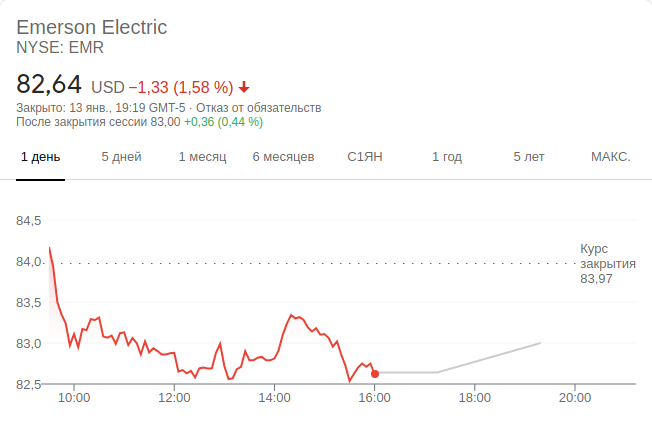 Emerson Electric
NYSE: EMR
82,64 USD −1,33 (1,58 %)
Закрыто: 13 янв., 19:19 GMT-5 · Отказ от обязательств
После закрытия сессии 83,00 +0,36 (0,44 %)
1 день 5 дней 1 месяц 6 месяцев С1ЯН 1 год 5 лет МАКС.
84,5
84,0
83,5
83,0
82,5
Курс
закрытия
83,97
10:00 12:00 14:00 16:00 18:00 20:00